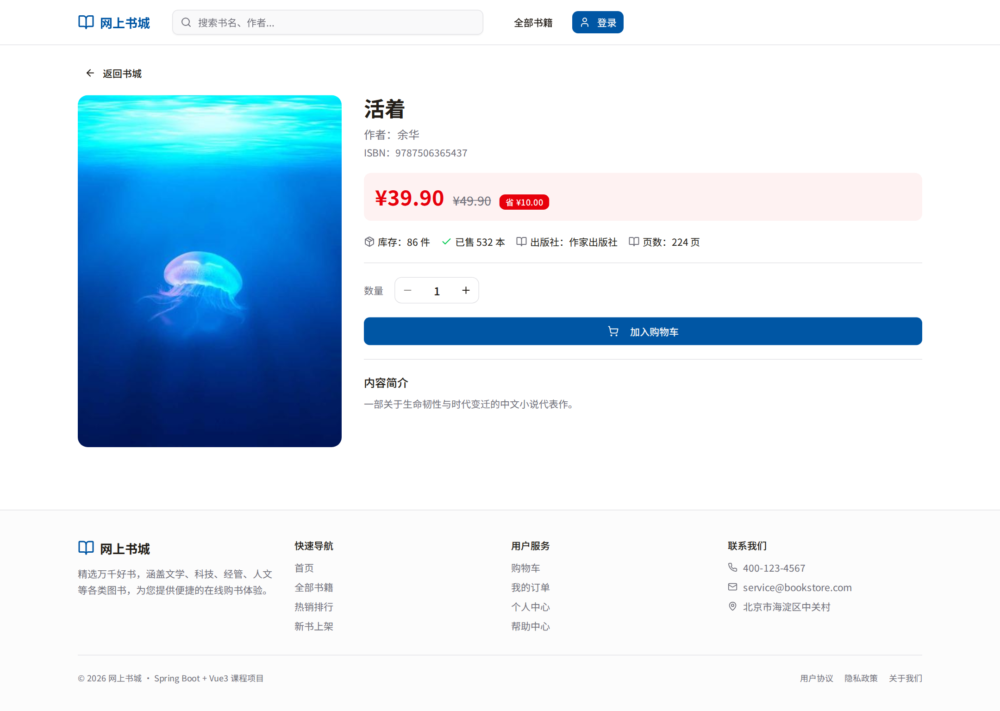 网上书城
搜索书名、作者...
全部书籍
登录
返回书城
活着
作者：余华
ISBN：9787506365437
¥39.90 ¥49.90 省 ¥10.00
库存：86 件 已售 532 本 出版社：作家出版社 页数：224 页
数量 1
加入购物车
内容简介
一部关于生命韧性与时代变迁的中文小说代表作。
网上书城
精选万千好书，涵盖文学、科技、经管、人文
等各类图书，为您提供便捷的在线购书体验。
快速导航
首页
全部书籍
热销排行
新书上架
用户服务
购物车
我的订单
个人中心
帮助中心
联系我们
400-123-4567
service@bookstore.com
北京市海淀区中关村
© 2026 网上书城 · Spring Boot + Vue3 课程项目
用户协议 隐私政策 关于我们